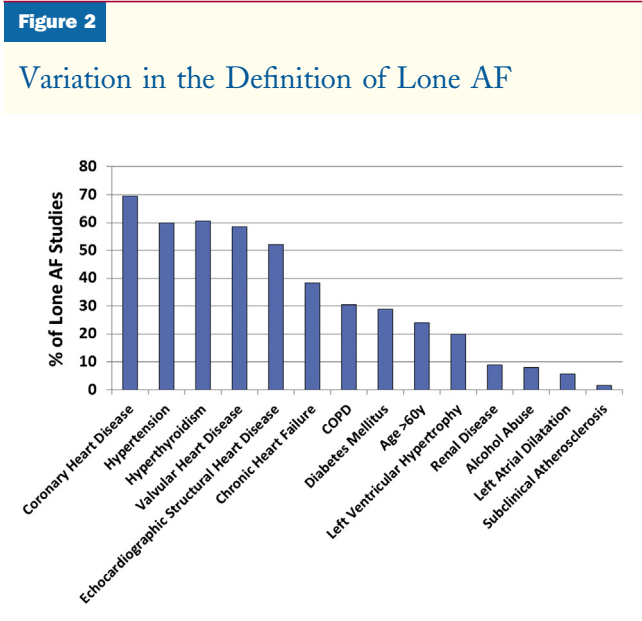 Figure 2
Variation in the Definition of Lone AF
% of Lone AF Studies
80
70
60
50
40
30
20
10
0
Coronary Heart Disease
Hypertension
Hyperthyroidism
Valvular Heart Disease
Echocardiographic Structural Heart Disease
Chronic Heart Failure
COPD
Diabetes Mellitus
Age >60y
Left Ventricular Hypertrophy
Renal Disease
Alcohol Abuse
Left Atrial Dilatation
Subclinical Atherosclerosis